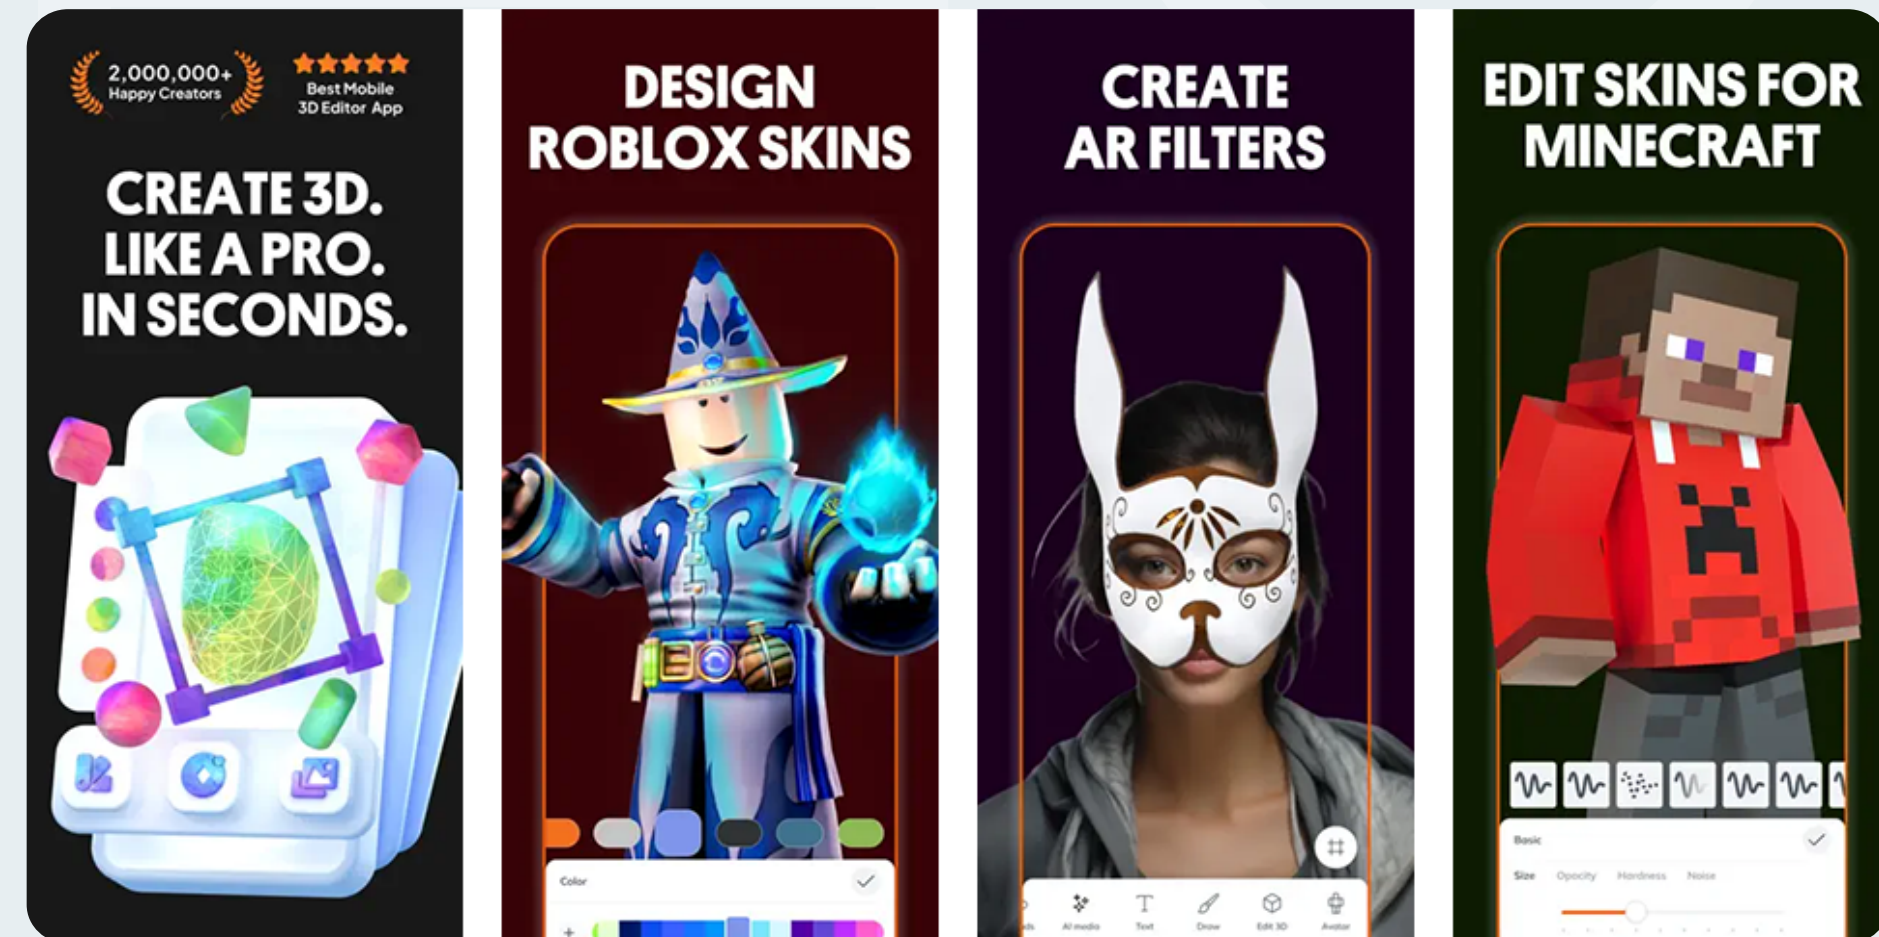 2,000,000+
Happy Creators
Best Mobile
3D Editor App
CREATE 3D.
LIKE A PRO.
IN SECONDS.
DESIGN
ROBLOX SKINS
Color
CREATE
AR FILTERS
AI media
Text
Draw
Edit 3D
Avatar
EDIT SKINS FOR
MINECRAFT
Basic
Size
Opacity
Hardness
Noise